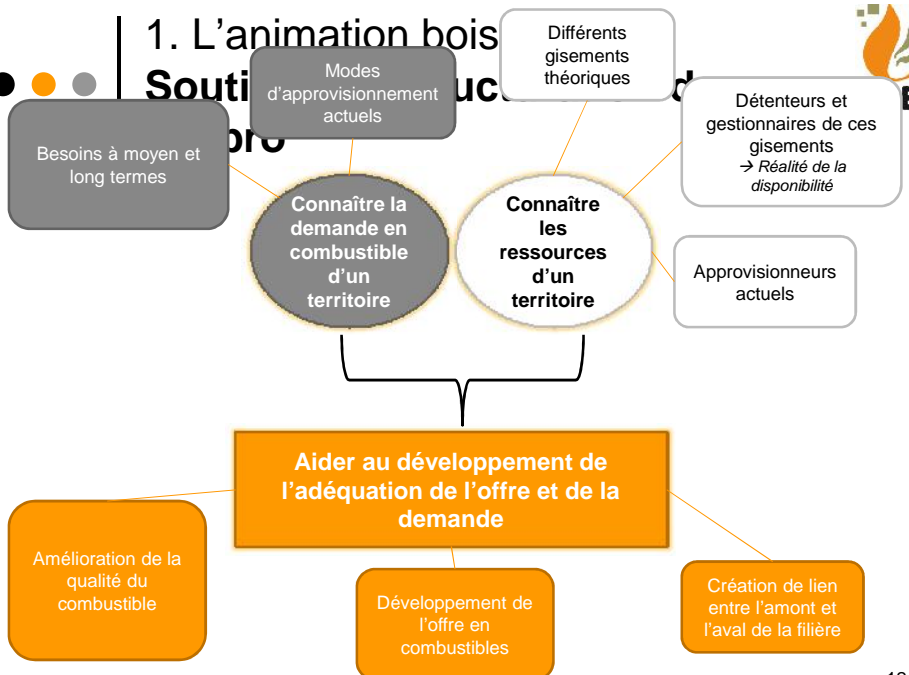 1. L'animation bois
Souti
uct
d
pro
Différents
gisements
théoriques
Modes
d'approvisionnement
actuels
Détenteurs et
gestionnaires de ces
gisements
→ Réalité de la
disponibilité
Besoins à moyen et
long termes
Connaître la
demande en
combustible
d'un
territoire
Connaître
les
ressources
d'un
territoire
Approvisionneurs
actuels
Aider au développement de
l'adéquation de l'offre et de la
demande
Amélioration de la
qualité du
combustible
Développement de
l'offre en
combustibles
Création de lien
entre l'amont et
l'aval de la filière